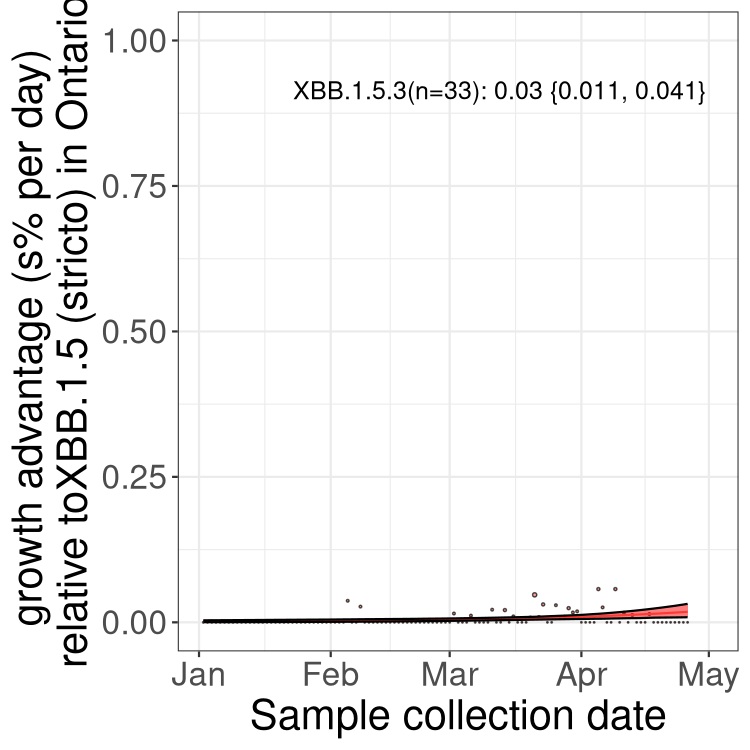 growth advantage (s% per day)
relative toXBB.1.5 (stricto) in Ontario
1.00
0.75
0.50
0.25
0.00
XBB.1.5.3(n=33): 0.03 {0.011, 0.041}
Jan Feb Mar Apr May
Sample collection date